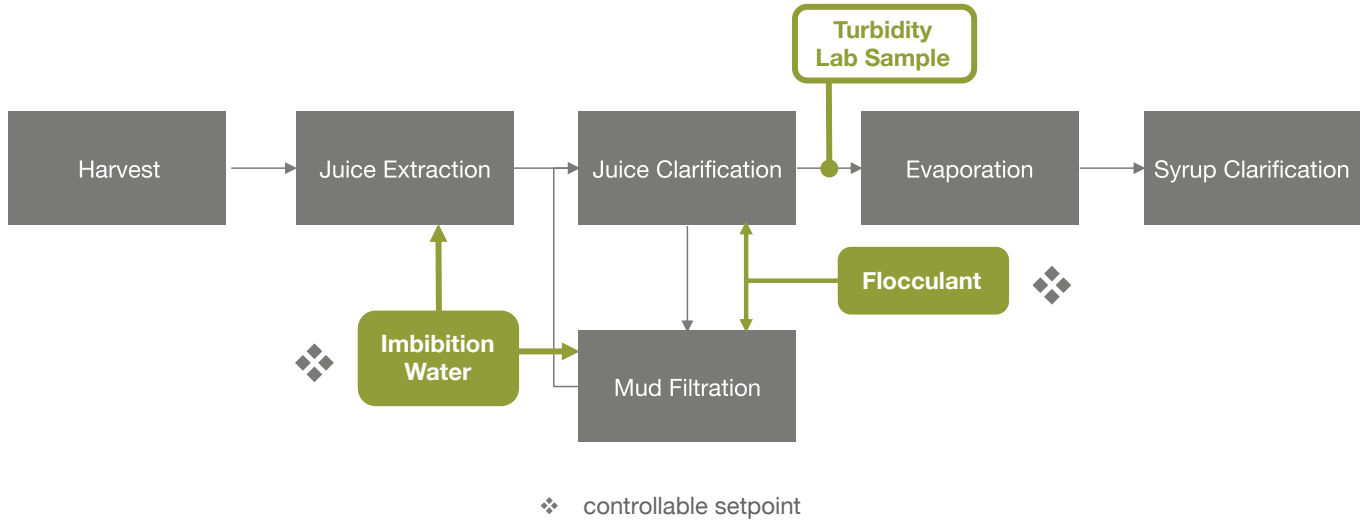 Turbidity
Lab Sample
Harvest
Juice Extraction
Juice Clarification
Evaporation
Syrup Clarification
Flocculant
Imbibition
Water
Mud Filtration
controllable setpoint